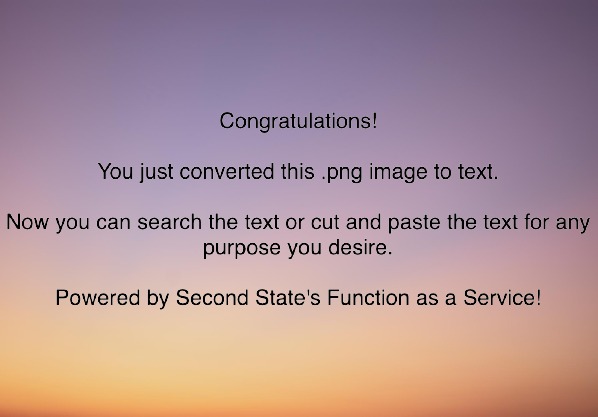 Congratulations!
You just converted this .png image to text.
Now you can search the text or cut and paste the text for any
purpose you desire.
Powered by Second State's Function as a Service!